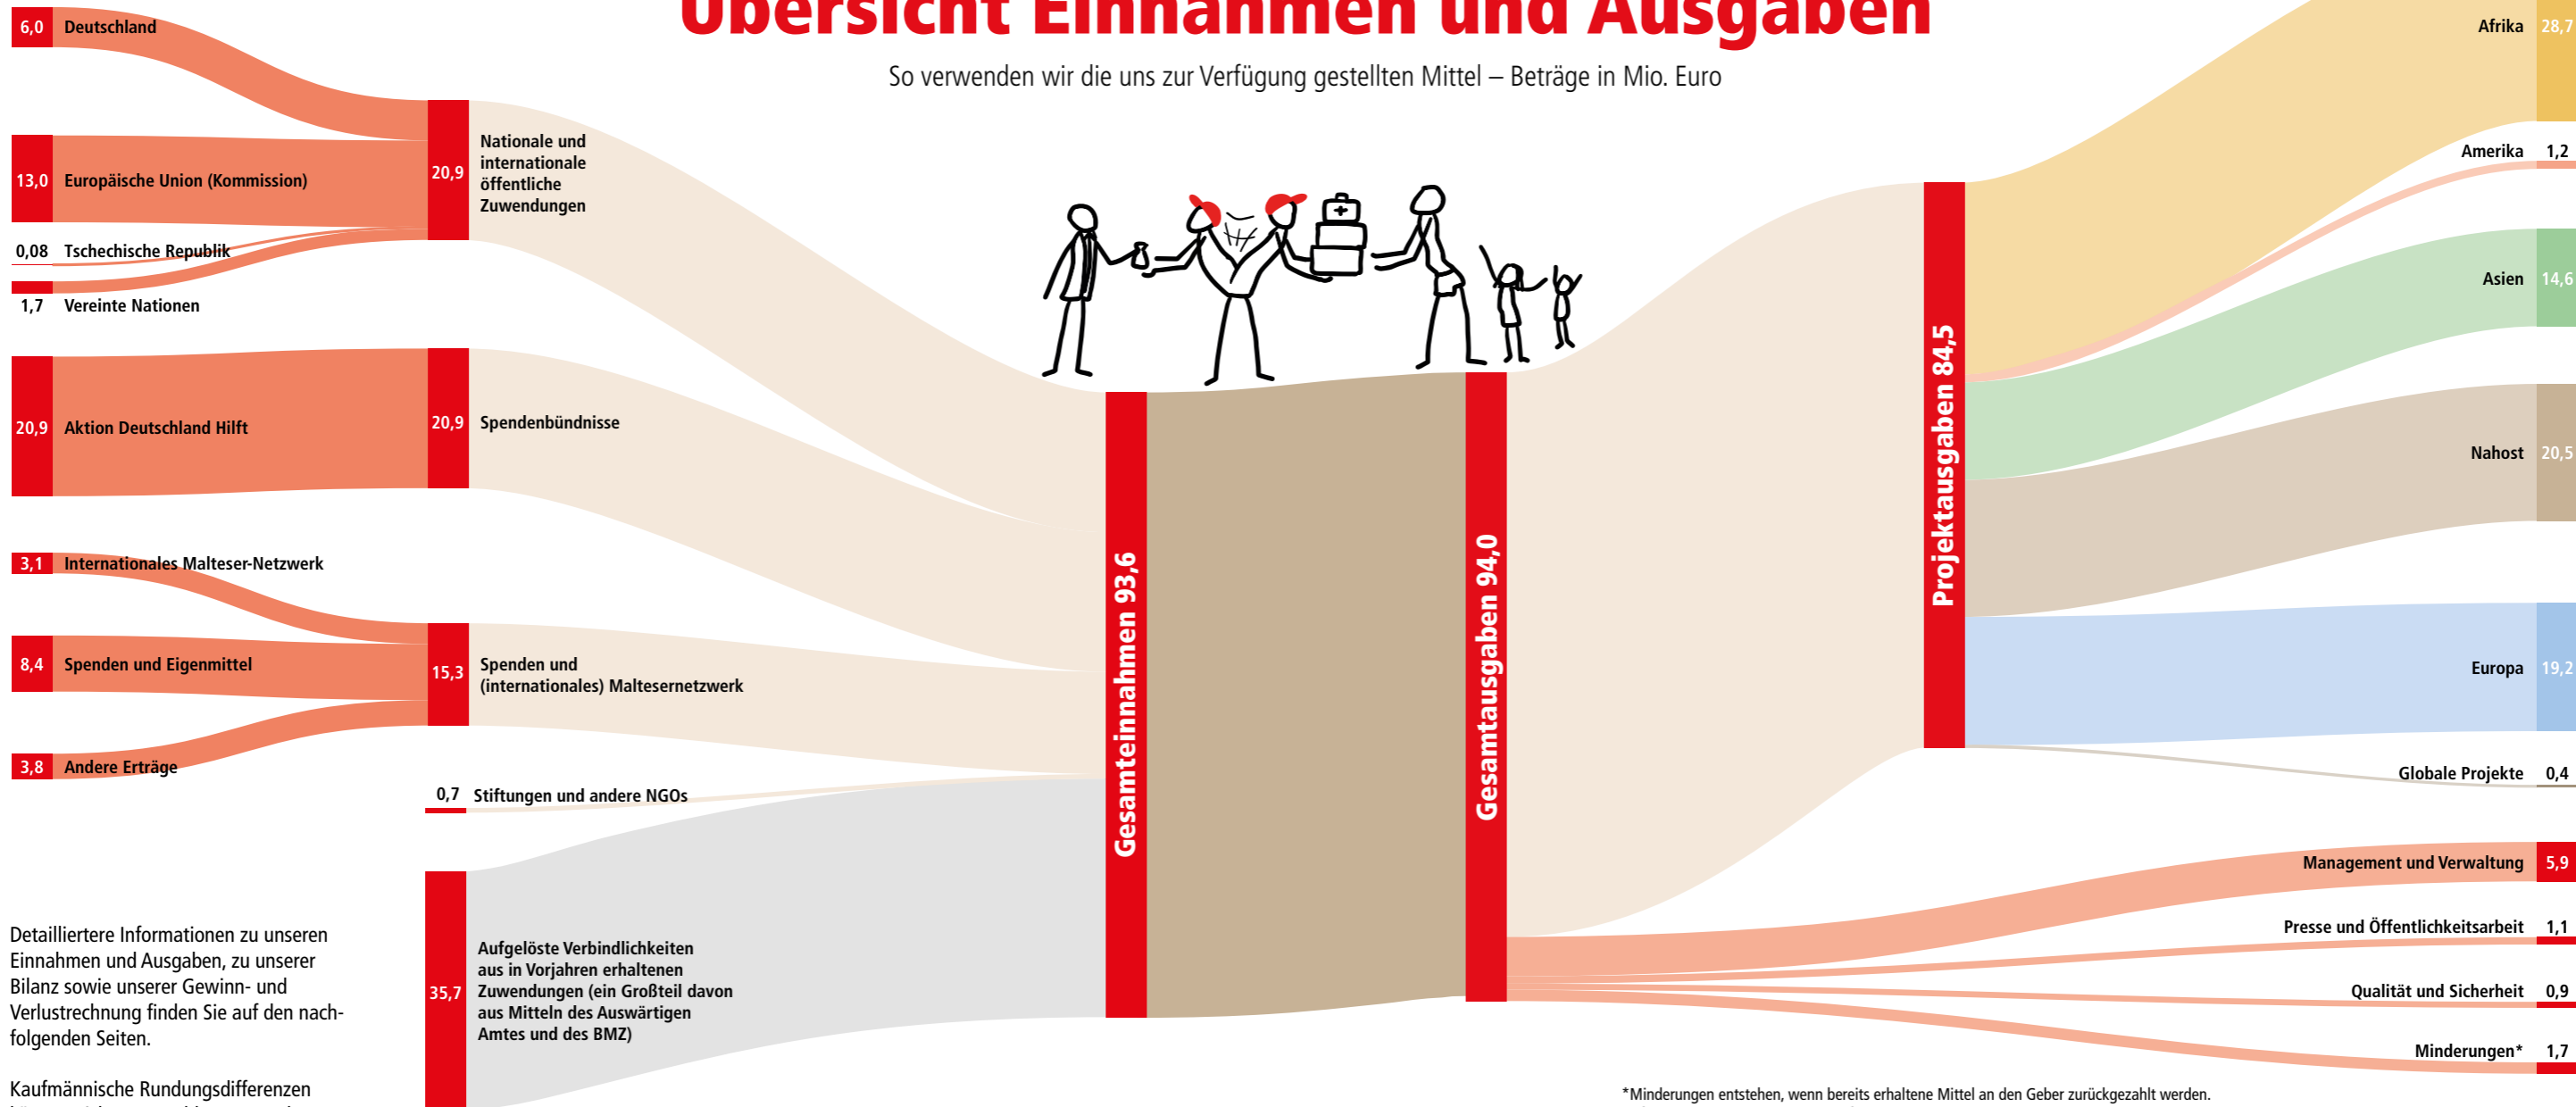 Übersicht Einnahmen und Ausgaben
So verwenden wir die uns zur Verfügung gestellten Mittel – Beträge in Mio. Euro
6,0 Deutschland
13,0 Europäische Union (Kommission)
0,08 Tschechische Republik
1,7 Vereinte Nationen
20,9 Aktion Deutschland Hilft
3,1 Internationales Malteser-Netzwerk
8,4 Spenden und Eigenmittel
3,8 Andere Erträge
20,9 Nationale und
internationale
öffentliche
Zuwendungen
20,9 Spendenbündnisse
15,3 Spenden und
(internationales) Maltesernetzwerk
0,7 Stiftungen und andere NGOs
35,7 Aufgelöste Verbindlichkeiten
aus in Vorjahren erhaltenen
Zuwendungen (ein Großteil davon
aus Mitteln des Auswärtigen
Amtes und des BMZ)
Gesamteinnahmen 93,6
Gesamtausgaben 94,0
Projektausgaben 84,5
Afrika 28,7
Amerika 1,2
Asien 14,6
Nahost 20,5
Europa 19,2
Globale Projekte 0,4
Management und Verwaltung 5,9
Presse und Öffentlichkeitsarbeit 1,1
Qualität und Sicherheit 0,9
Minderungen* 1,7
Detailliertere Informationen zu unseren
Einnahmen und Ausgaben, zu unserer
Bilanz sowie unserer Gewinn- und
Verlustrechnung finden Sie auf den nach-
folgenden Seiten.
Kaufmännische Rundungsdifferenzen
*Minderungen entstehen, wenn bereits erhaltene Mittel an den Geber zurückgezahlt werden.